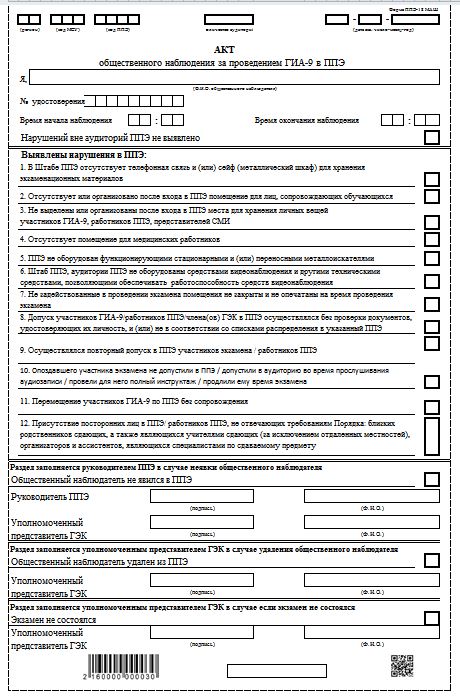 Форма ППЭ-18 МАШ
(регион) (код МСУ) (код ППЭ) количество аудиторий (дата: число-месяц-год)
АКТ
общественного наблюдения за проведением ГИА-9 в ППЭ
Я,
(Ф.И.О. общественного наблюдателя)
№ удостоверения
Время начала наблюдения : Время окончания наблюдения :
Нарушений вне аудиторий ППЭ не выявлено
Выявлены нарушения в ППЭ:
1. В Штабе ППЭ отсутствует телефонная связь и (или) сейф (металлический шкаф) для хранения
экзаменационных материалов
2. Отсутствует или организовано после входа в ППЭ помещение для лиц, сопровождающих обучающихся
3. Не выделены или организованы после входа в ППЭ места для хранения личных вещей
участников ГИА-9, работников ППЭ, представителей СМИ
4. Отсутствует помещение для медицинских работников
5. ППЭ не оборудован функционирующими стационарными и (или) переносными металлоискателями
6. Штаб ППЭ, аудитории ППЭ не оборудованы средствами видеонаблюдения и другими техническими
средствами, позволяющими обеспечивать работоспособность средств видеонаблюдения
7. Не задействованные в проведении экзамена помещения не закрыты и не опечатаны на время проведения
экзамена
8. Допуск участников ГИА-9/работников ППЭ/члена(ов) ГЕК в ППЭ осуществлялся без проверки документов,
удостоверяющих их личность, и (или) не в соответствии со списками распределения в указанный ППЭ
9. Осуществлялся повторный допуск в ППЭ участников экзамена / работников ППЭ
10. Опоздавшего участника экзамена не допустили в ППЭ / допустили в аудиторию во время прослушивания
аудиозаписи / провели для него полный инструктаж / продлили ему время экзамена
11. Перемещение участников ГИА-9 по ППЭ без сопровождения
12. Присутствие посторонних лиц в ППЭ/ работников ППЭ, не отвечающих требованиям Порядка: близких
родственников сдающих, а также являющихся учителями сдающих (за исключением отдаленных местностей),
организаторов и ассистентов, являющихся специалистами по сдаваемому предмету
Раздел заполняется руководителем ППЭ в случае неявки общественного наблюдателя
Общественный наблюдатель не явился в ППЭ
Руководитель ППЭ
(подпись) (Ф.И.О.)
Уполномоченный
представитель ГЭК (подпись) (Ф.И.О.)
Раздел заполняется уполномоченным представителем ГЭК в случае удаления общественного наблюдателя
Общественный наблюдатель удален из ППЭ
Уполномоченный
представитель ГЭК (подпись) (Ф.И.О.)
Раздел заполняется уполномоченным представителем ГЭК в случае если экзамен не состоялся
Экзамен не состоялся
Уполномоченный
представитель ГЭК (подпись) (Ф.И.О.)
2 160000 000030